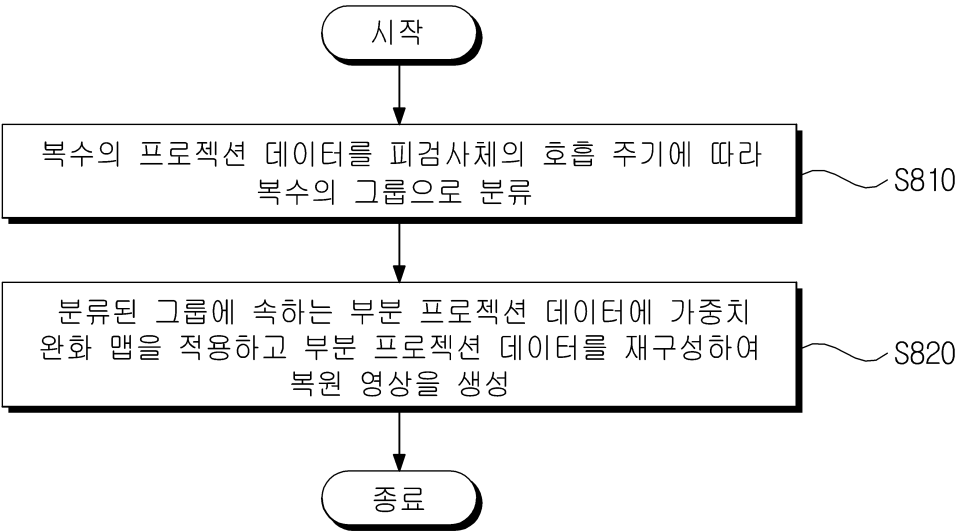 시작
복수의 프로젝션 데이터를 피검사체의 호흡 주기에 따라
복수의 그룹으로 분류
S810
분류된 그룹에 속하는 부분 프로젝션 데이터에 가중치
완화 맵을 적용하고 부분 프로젝션 데이터를 재구성하여
복원 영상을 생성
S820
종료